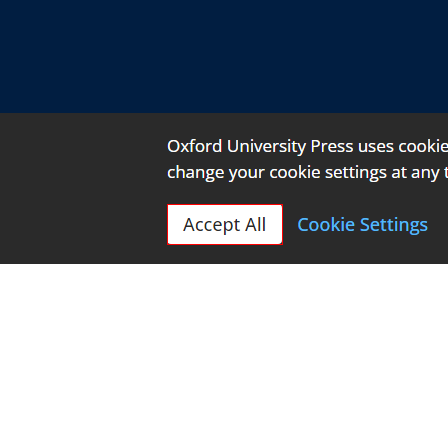 Oxford University Press uses cookie
change your cookie settings at any t
Accept All
Cookie Settings